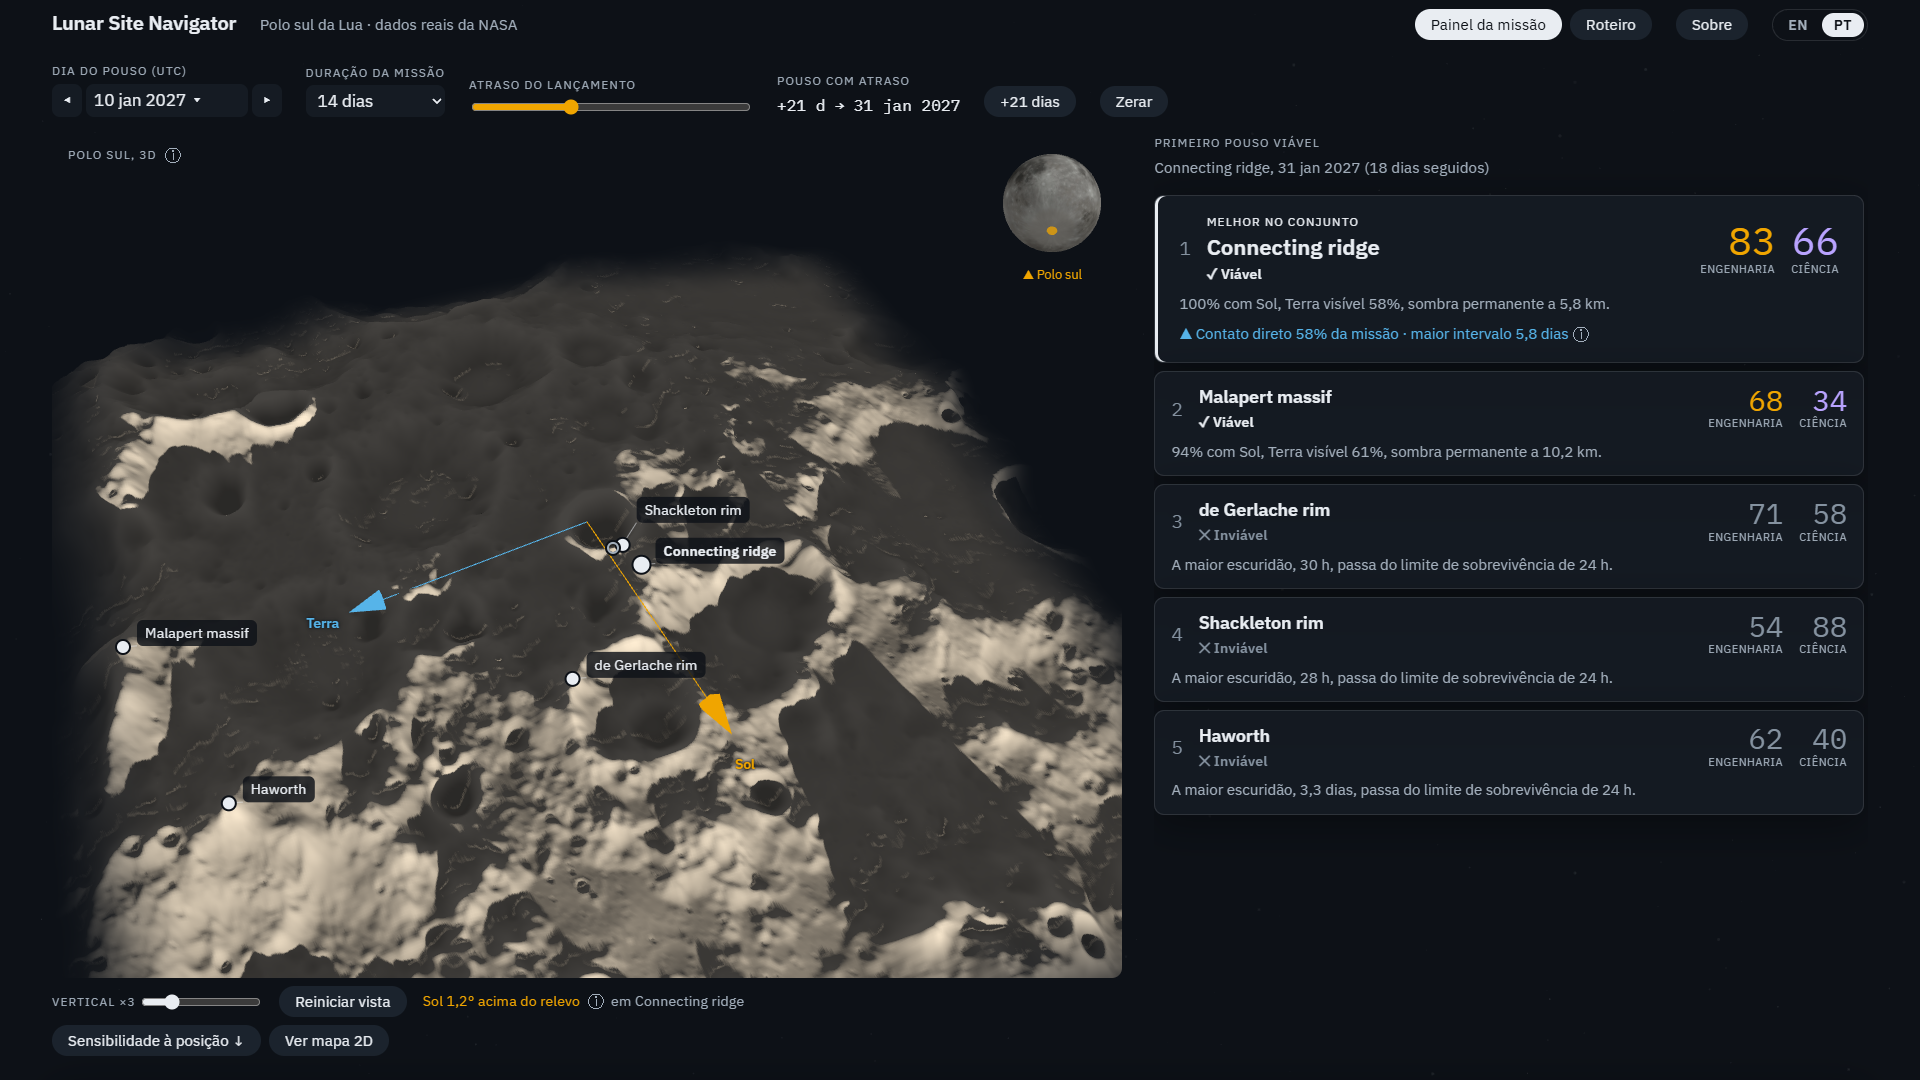 Lunar Site Navigator
Polo sul da Lua · dados reais da NASA
Painel da missão
Roteiro
Sobre
EN
PT
DIA DO POUSO (UTC)
◂
10 jan 2027 ▾
▸
DURAÇÃO DA MISSÃO
14 dias
ATRASO DO LANÇAMENTO
POUSO COM ATRASO
+21 d → 31 jan 2027
+21 dias
Zerar
POLO SUL, 3D ⓘ
▲ Polo sul
Shackleton rim
Connecting ridge
Terra
Malapert massif
de Gerlache rim
Sol
Haworth
VERTICAL ×3
Reiniciar vista
Sol 1,2° acima do relevo ⓘ em Connecting ridge
Sensibilidade à posição ↓
Ver mapa 2D
PRIMEIRO POUSO VIÁVEL
Connecting ridge, 31 jan 2027 (18 dias seguidos)
MELHOR NO CONJUNTO
1 Connecting ridge
✓ Viável
83 66
ENGENHARIA CIÊNCIA
100% com Sol, Terra visível 58%, sombra permanente a 5,8 km.
▲ Contato direto 58% da missão · maior intervalo 5,8 dias ⓘ
2 Malapert massif
✓ Viável
68 34
ENGENHARIA CIÊNCIA
94% com Sol, Terra visível 61%, sombra permanente a 10,2 km.
3 de Gerlache rim
✕ Inviável
71 58
ENGENHARIA CIÊNCIA
A maior escuridão, 30 h, passa do limite de sobrevivência de 24 h.
4 Shackleton rim
✕ Inviável
54 88
ENGENHARIA CIÊNCIA
A maior escuridão, 28 h, passa do limite de sobrevivência de 24 h.
5 Haworth
✕ Inviável
62 40
ENGENHARIA CIÊNCIA
A maior escuridão, 3,3 dias, passa do limite de sobrevivência de 24 h.